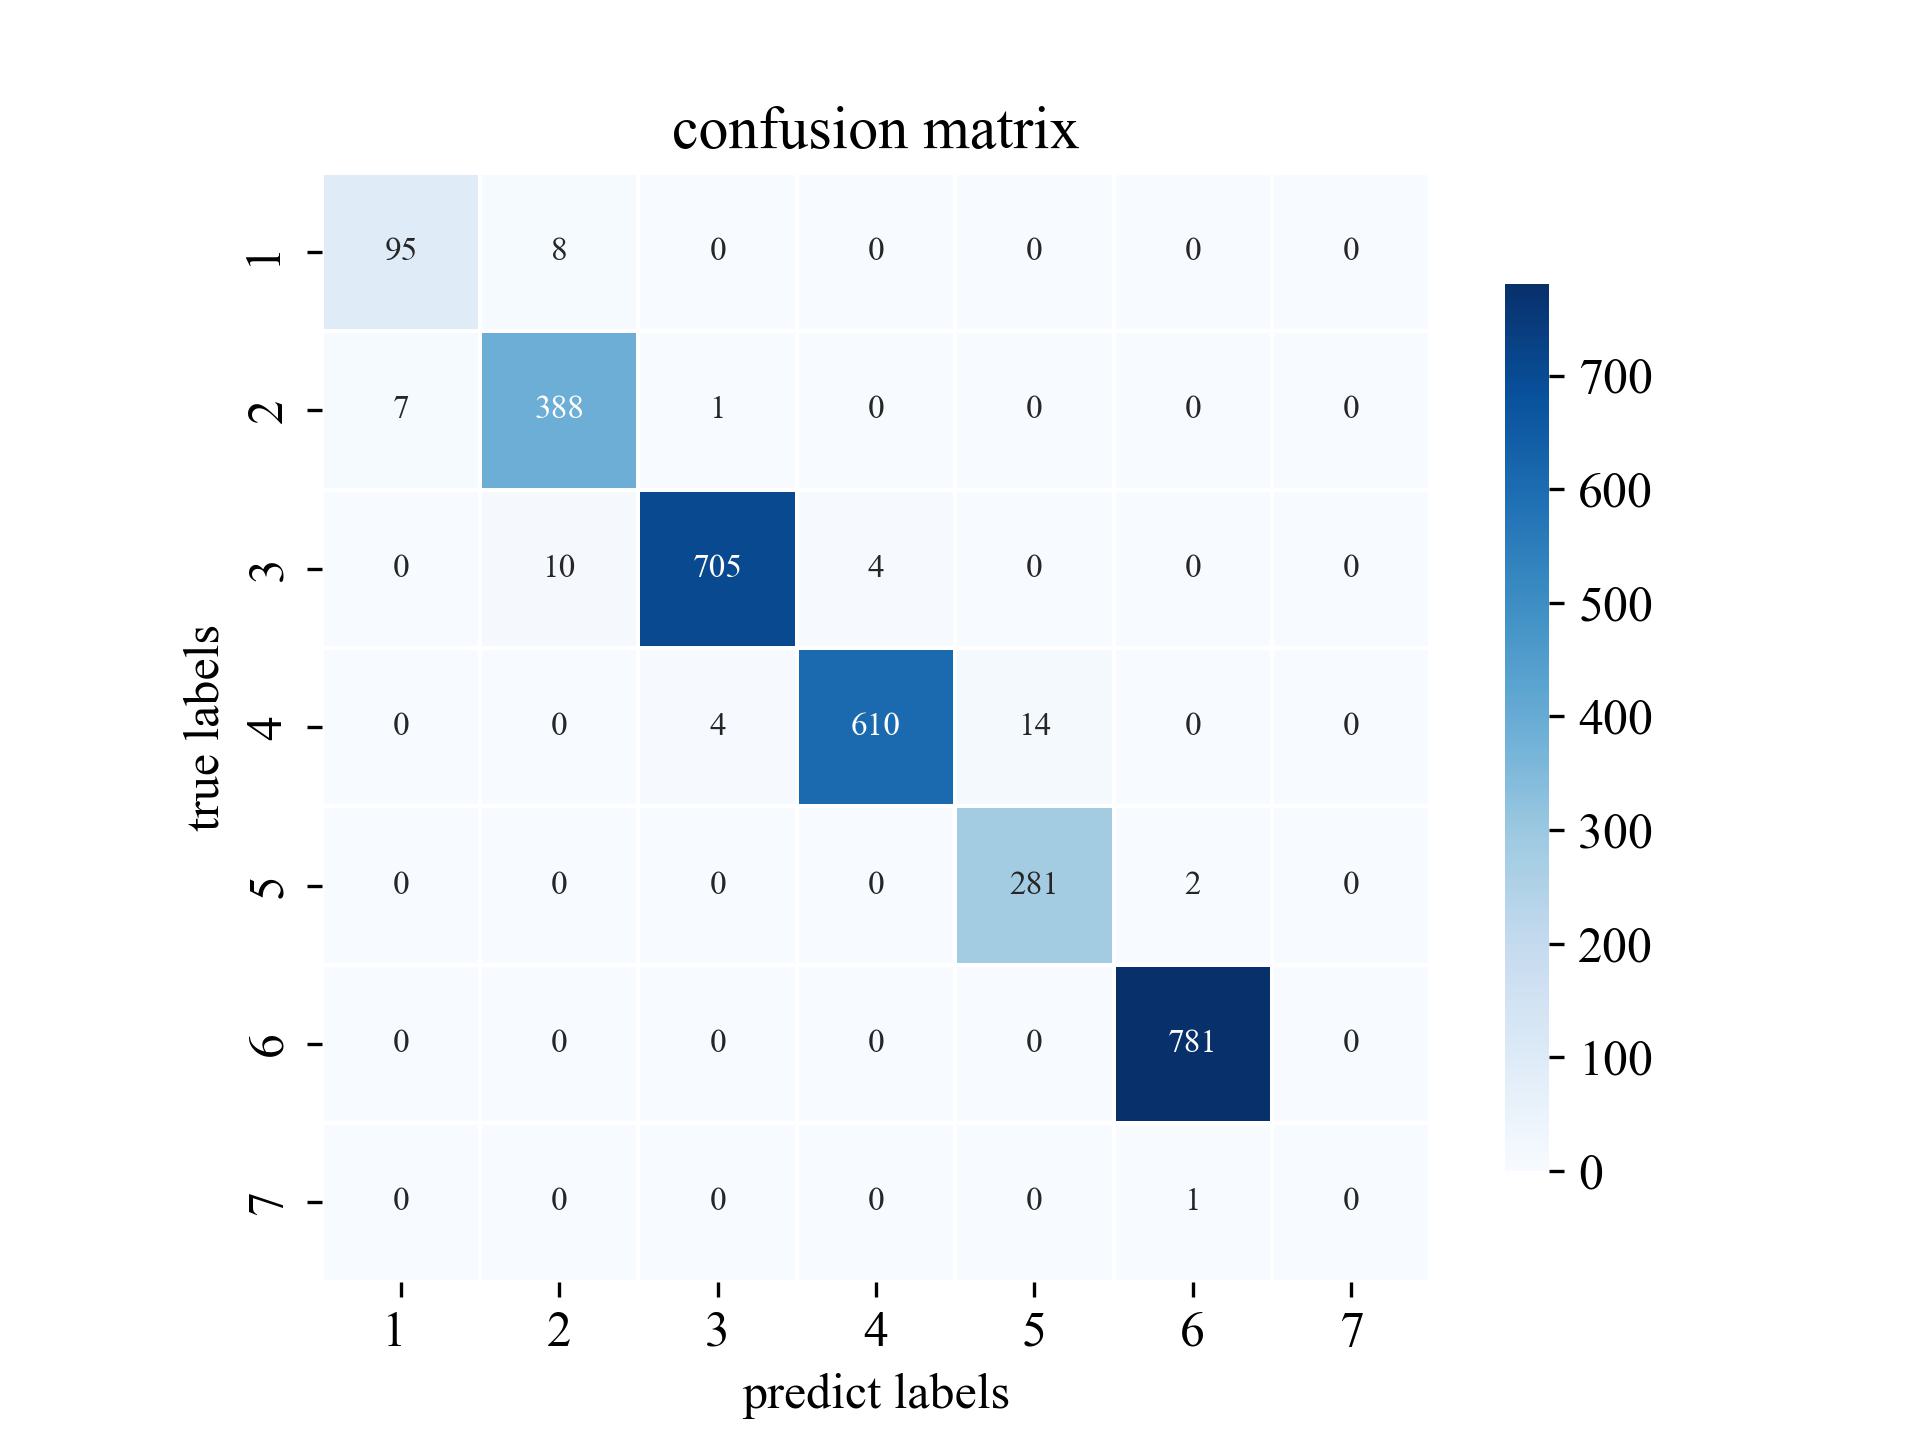 confusion matrix
1 95 8 0 0 0 0 0
2 7 388 1 0 0 0 0
3 0 10 705 4 0 0 0
4 0 0 4 610 14 0 0
5 0 0 0 0 281 2 0
6 0 0 0 0 0 781 0
7 0 0 0 0 0 1 0
1 2 3 4 5 6 7
predict labels
true labels
700
600
500
400
300
200
100
0